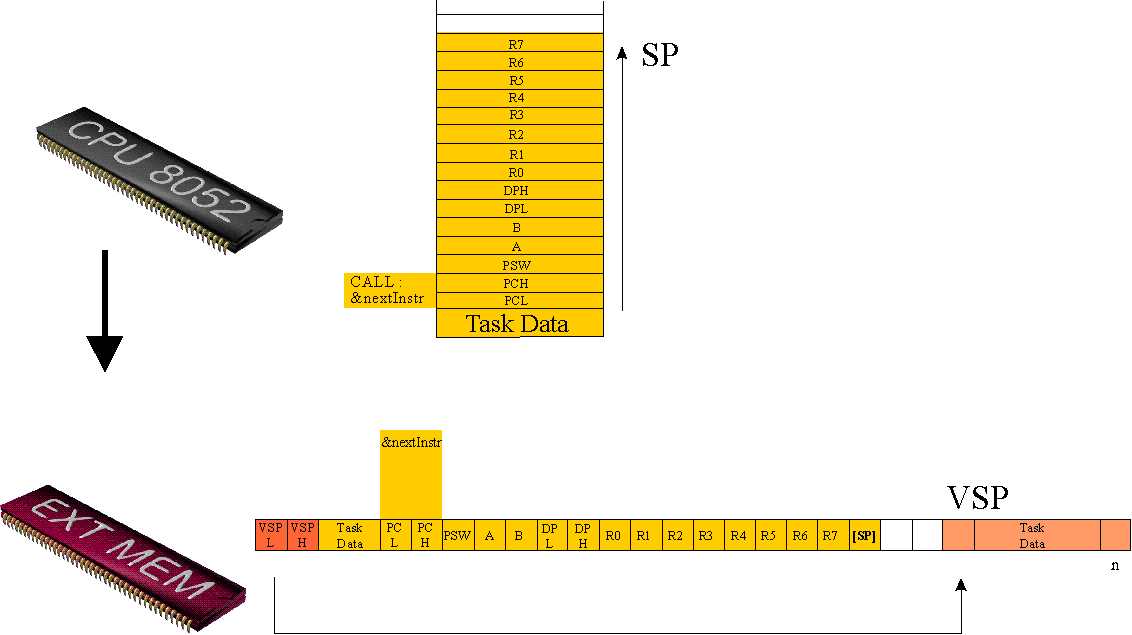 R7
SP
R6
R5
R4
R3
CPU 8052
R2
R1
R0
DPH
DPL
B
A
PSW
CALL :
&nextInstr
PCH
PCL
Task Data
&nextInstr
EXT MEM
VSP
VSP
L
VSP
H
Task
Data
PC
L
PC
H
PSW
A
B
DP
L
DP
H
R0
R1
R2
R3
R4
R5
R6
R7
[SP]
Task
Data
n